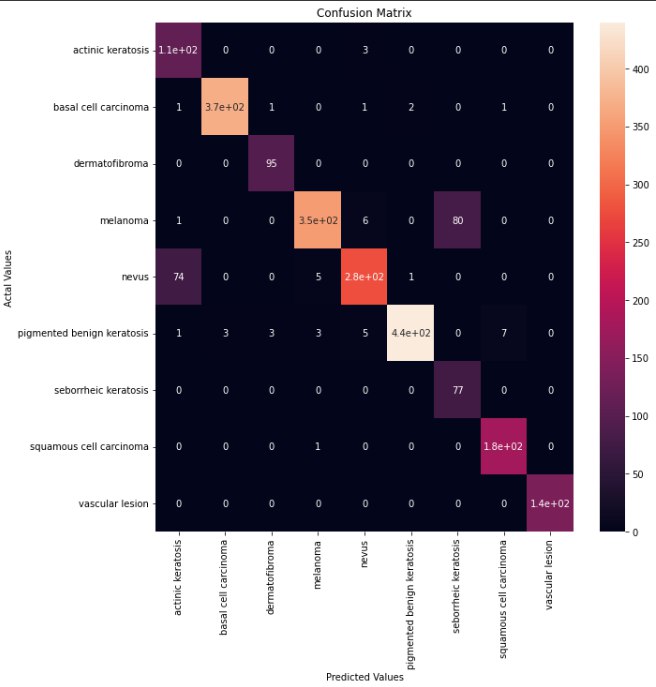 Confusion Matrix
actinic keratosis 1.1e+02 0 0 0 3 0 0 0 0
basal cell carcinoma 1 3.7e+02 1 0 1 2 0 1 0
dermatofibroma 0 0 95 0 0 0 0 0 0
melanoma 1 0 0 3.5e+02 6 0 80 0 0
nevus 74 0 0 5 2.8e+02 1 0 0 0
pigmented benign keratosis 1 3 3 3 5 4.4e+02 0 7 0
seborrheic keratosis 0 0 0 0 0 0 77 0 0
squamous cell carcinoma 0 0 0 1 0 0 0 1.8e+02 0
vascular lesion 0 0 0 0 0 0 0 0 1.4e+02
Actal Values
actinic keratosis
basal cell carcinoma
dermatofibroma
melanoma
nevus
pigmented benign keratosis
seborrheic keratosis
squamous cell carcinoma
vascular lesion
Predicted Values
400
350
300
250
200
150
100
50
0